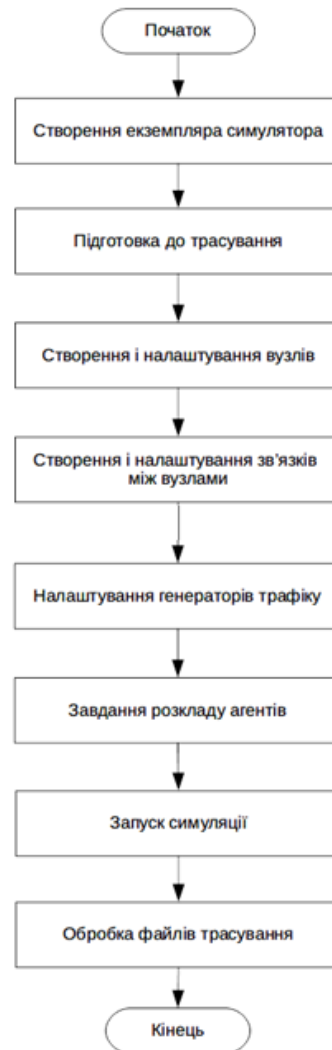 Початок
Створення екземпляра симулятора
Підготовка до трасування
Створення і налаштування вузлів
Створення і налаштування зв'язків
між вузлами
Налаштування генераторів трафіку
Завдання розкладу агентів
Запуск симуляції
Обробка файлів трасування
Кінець